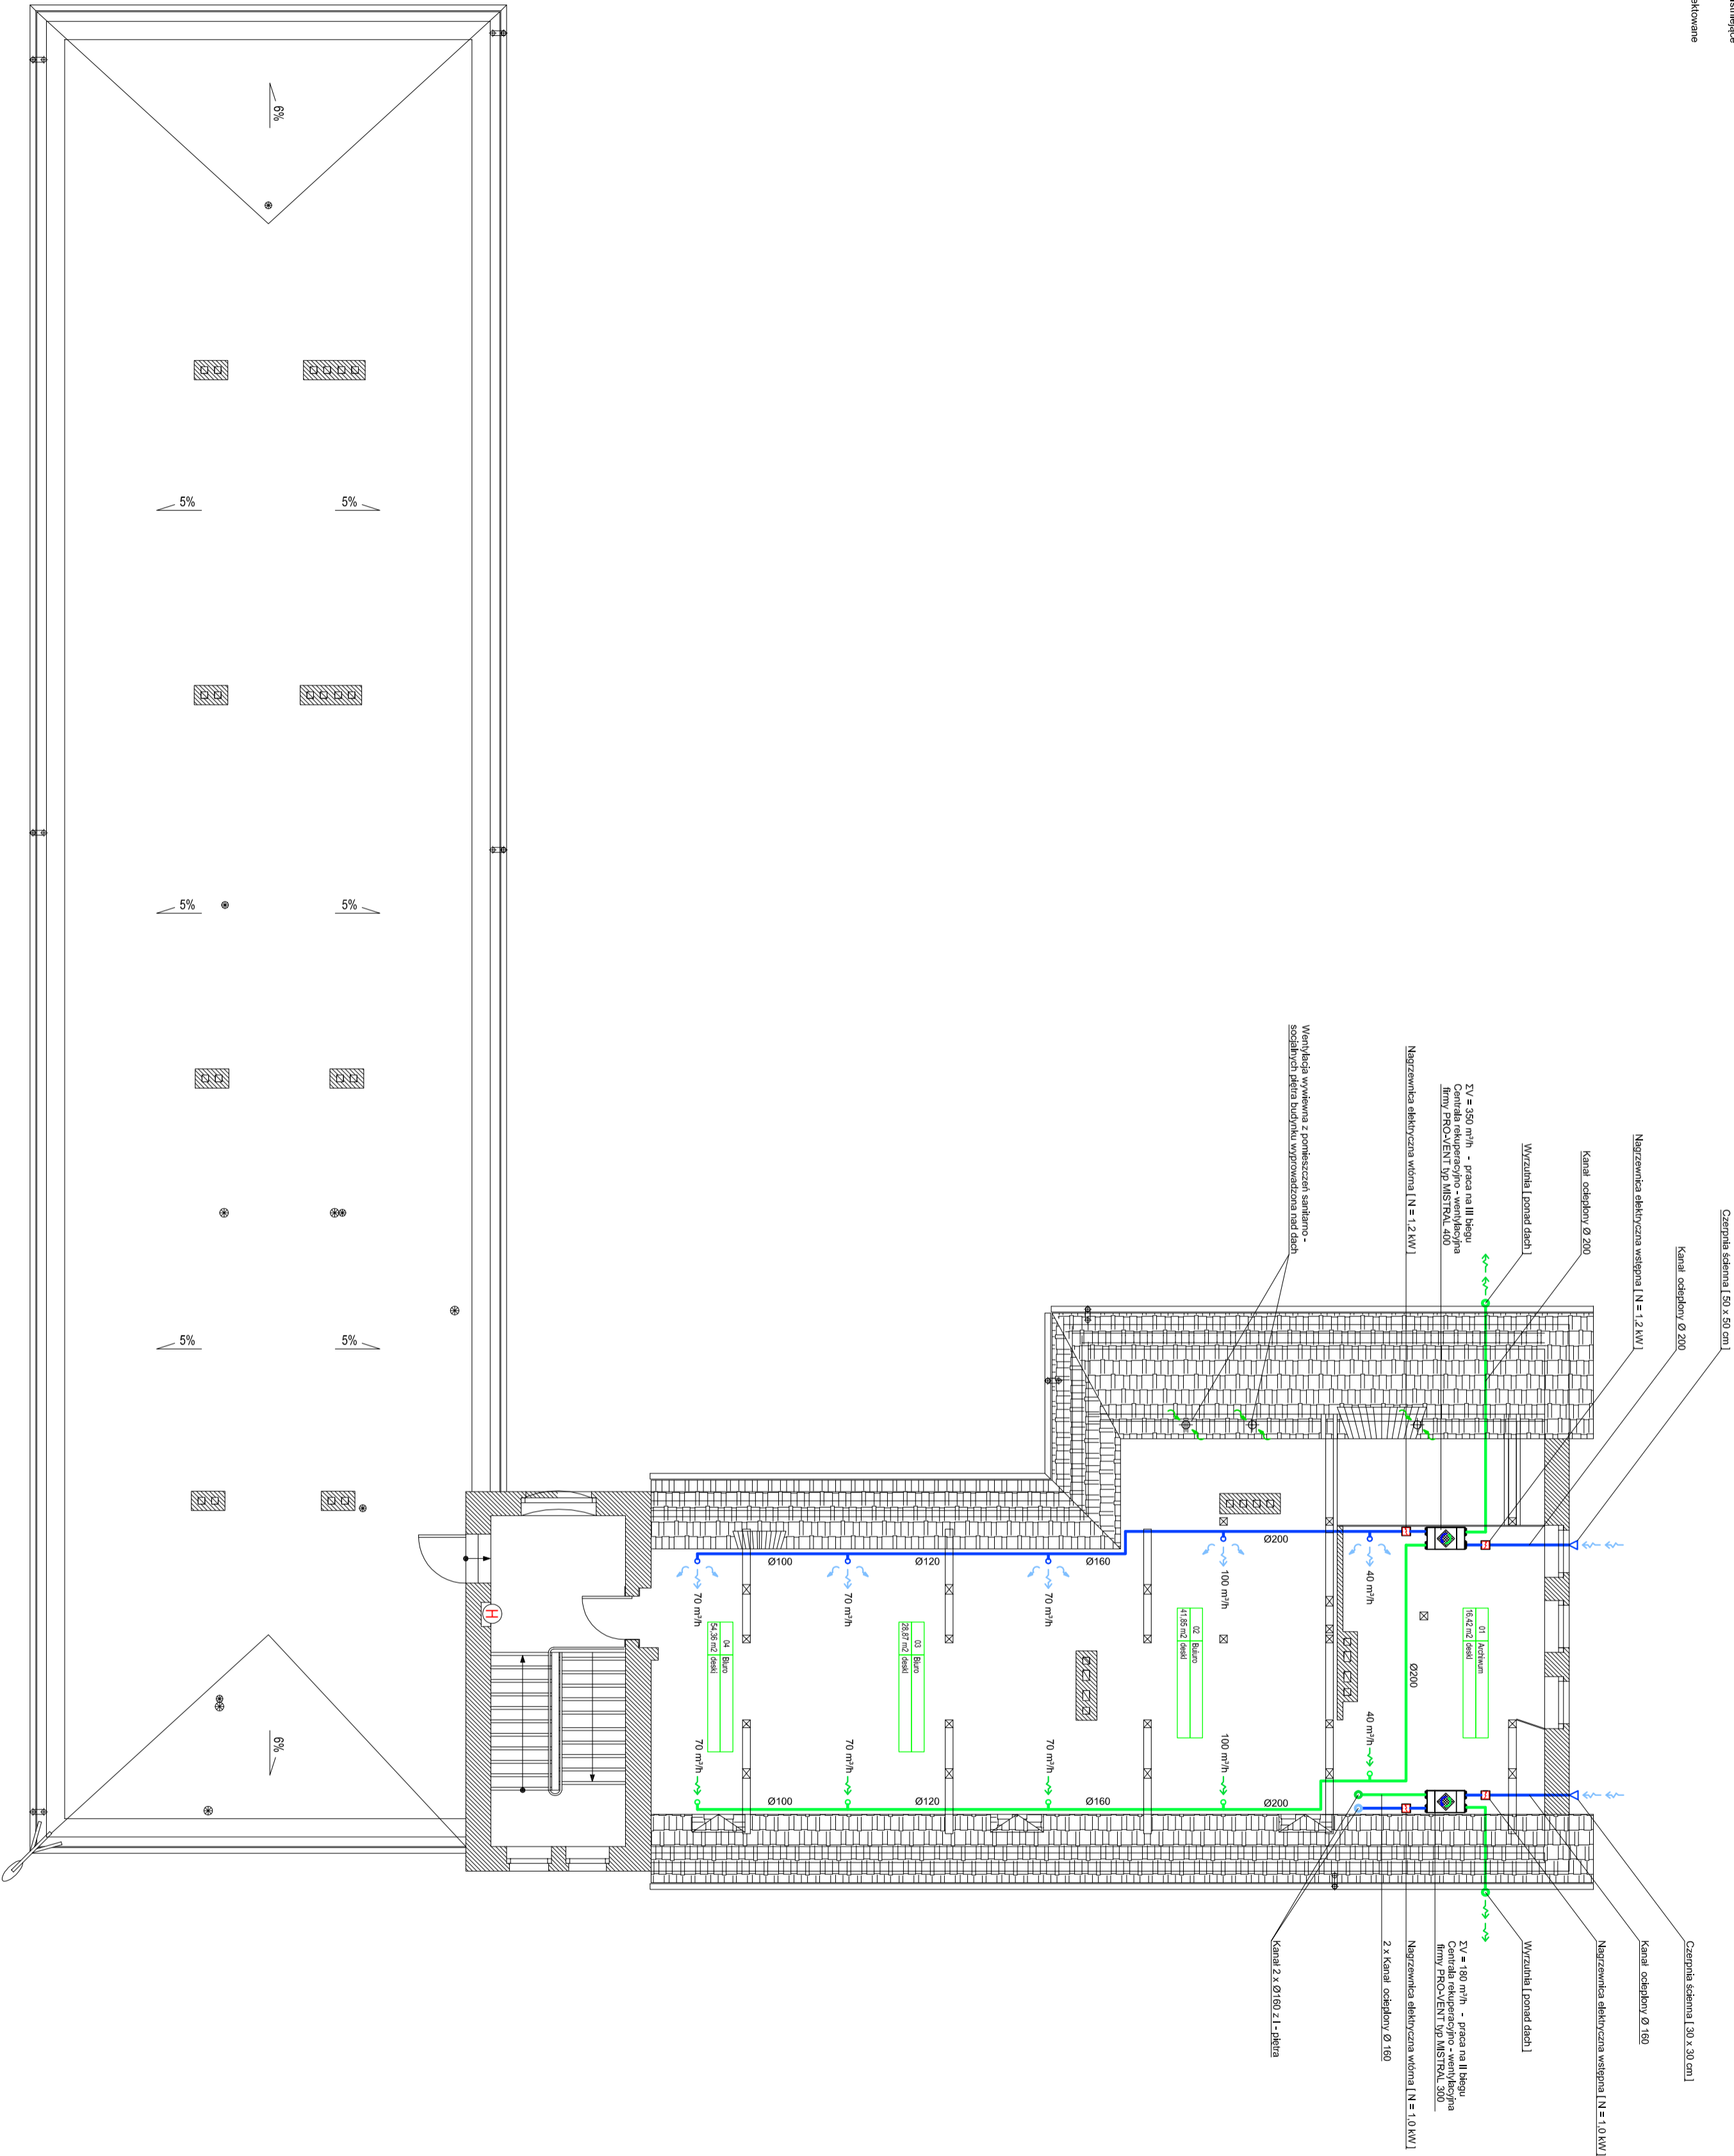 6%
5%
5%
5%
5%
5%
5%
6%
H
Czerpnia ścienna [ 50 x 50 cm ]
Kanał ocieplony Ø 200
Nagrzewnica elektryczna wstępna [ N = 1,2 kW ]
Kanał ocieplony Ø 200
Wyrzutnia [ ponad dach ]
ΣV = 350 m³/h - praca na III biegu
Centrala rekuperacyjno - wentylacyjna
firmy PRO-VENT typ MISTRAL 400
Nagrzewnica elektryczna wtórna [ N = 1,2 kW ]
Wentylacja wywiewna z pomieszczeń sanitarno -
socjalnych piętra budynku wyprowadzona nad dach
Ø200
Ø160
Ø120
Ø100
40 m³/h
100 m³/h
70 m³/h
70 m³/h
70 m³/h
01 Archiwum
16,42 m2 deski
02 Buiuro
41,85 m2 deski
03 Biuro
28,87 m2 deski
04 Biuro
54,36 m2 deski
Ø200
40 m³/h
100 m³/h
70 m³/h
70 m³/h
70 m³/h
Ø200
Ø160
Ø120
Ø100
Czerpnia ścienna [ 30 x 30 cm ]
Kanał ocieplony Ø 160
Nagrzewnica elektryczna wstępna [ N = 1,0 kW ]
Wyrzutnia [ ponad dach ]
ΣV = 180 m³/h - praca na II biegu
Centrala rekuperacyjno - wentylacyjna
firmy PRO-VENT typ MISTRAL 300
Nagrzewnica elektryczna wtórna [ N = 1,0 kW ]
2 x Kanał ocieplony Ø 160
Kanał 2 x Ø160 z I - piętra